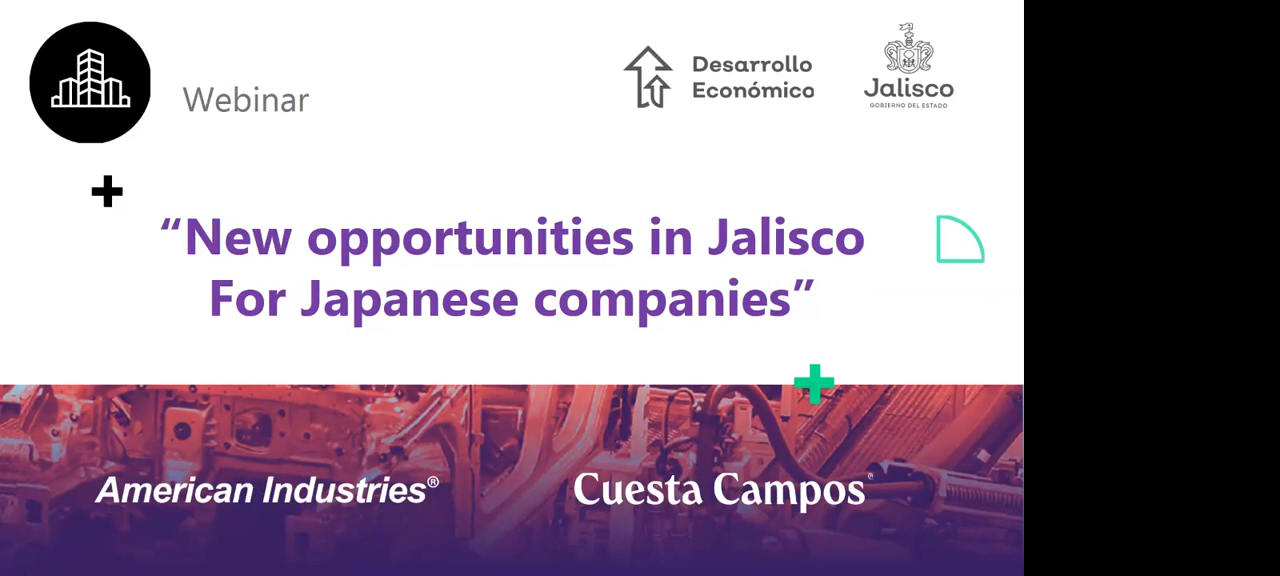 Webinar
Desarrollo
Económico
Jalisco
GOBIERNO DEL ESTADO
“New opportunities in Jalisco
For Japanese companies”
American Industries®
Cuesta Campos®